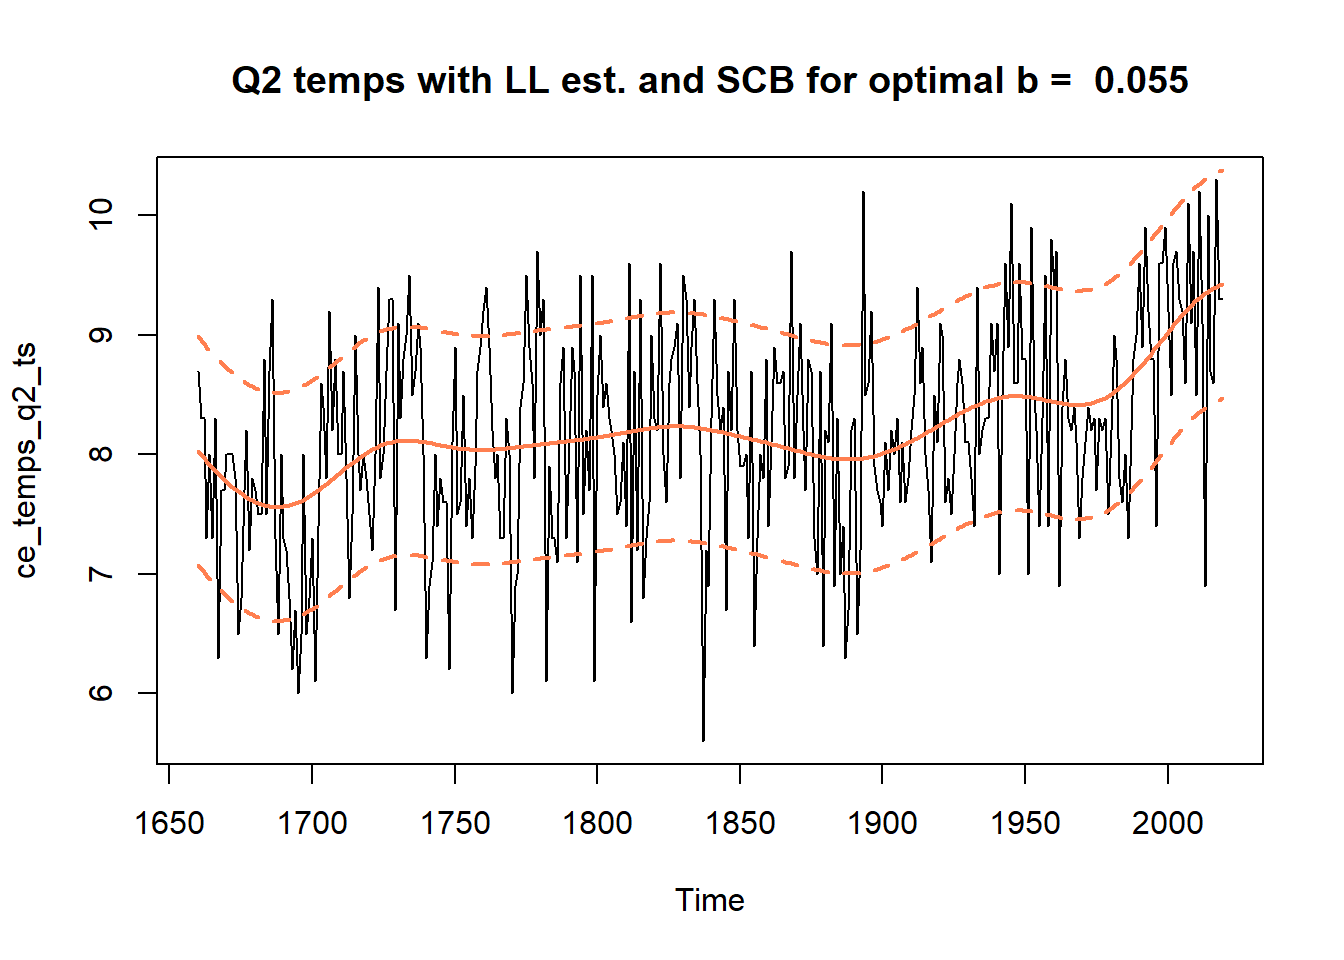 Q2 temps with LL est. and SCB for optimal b =  0.055
ce_temps_q2_ts
10
9
8
7
6
1650 1700 1750 1800 1850 1900 1950 2000
Time